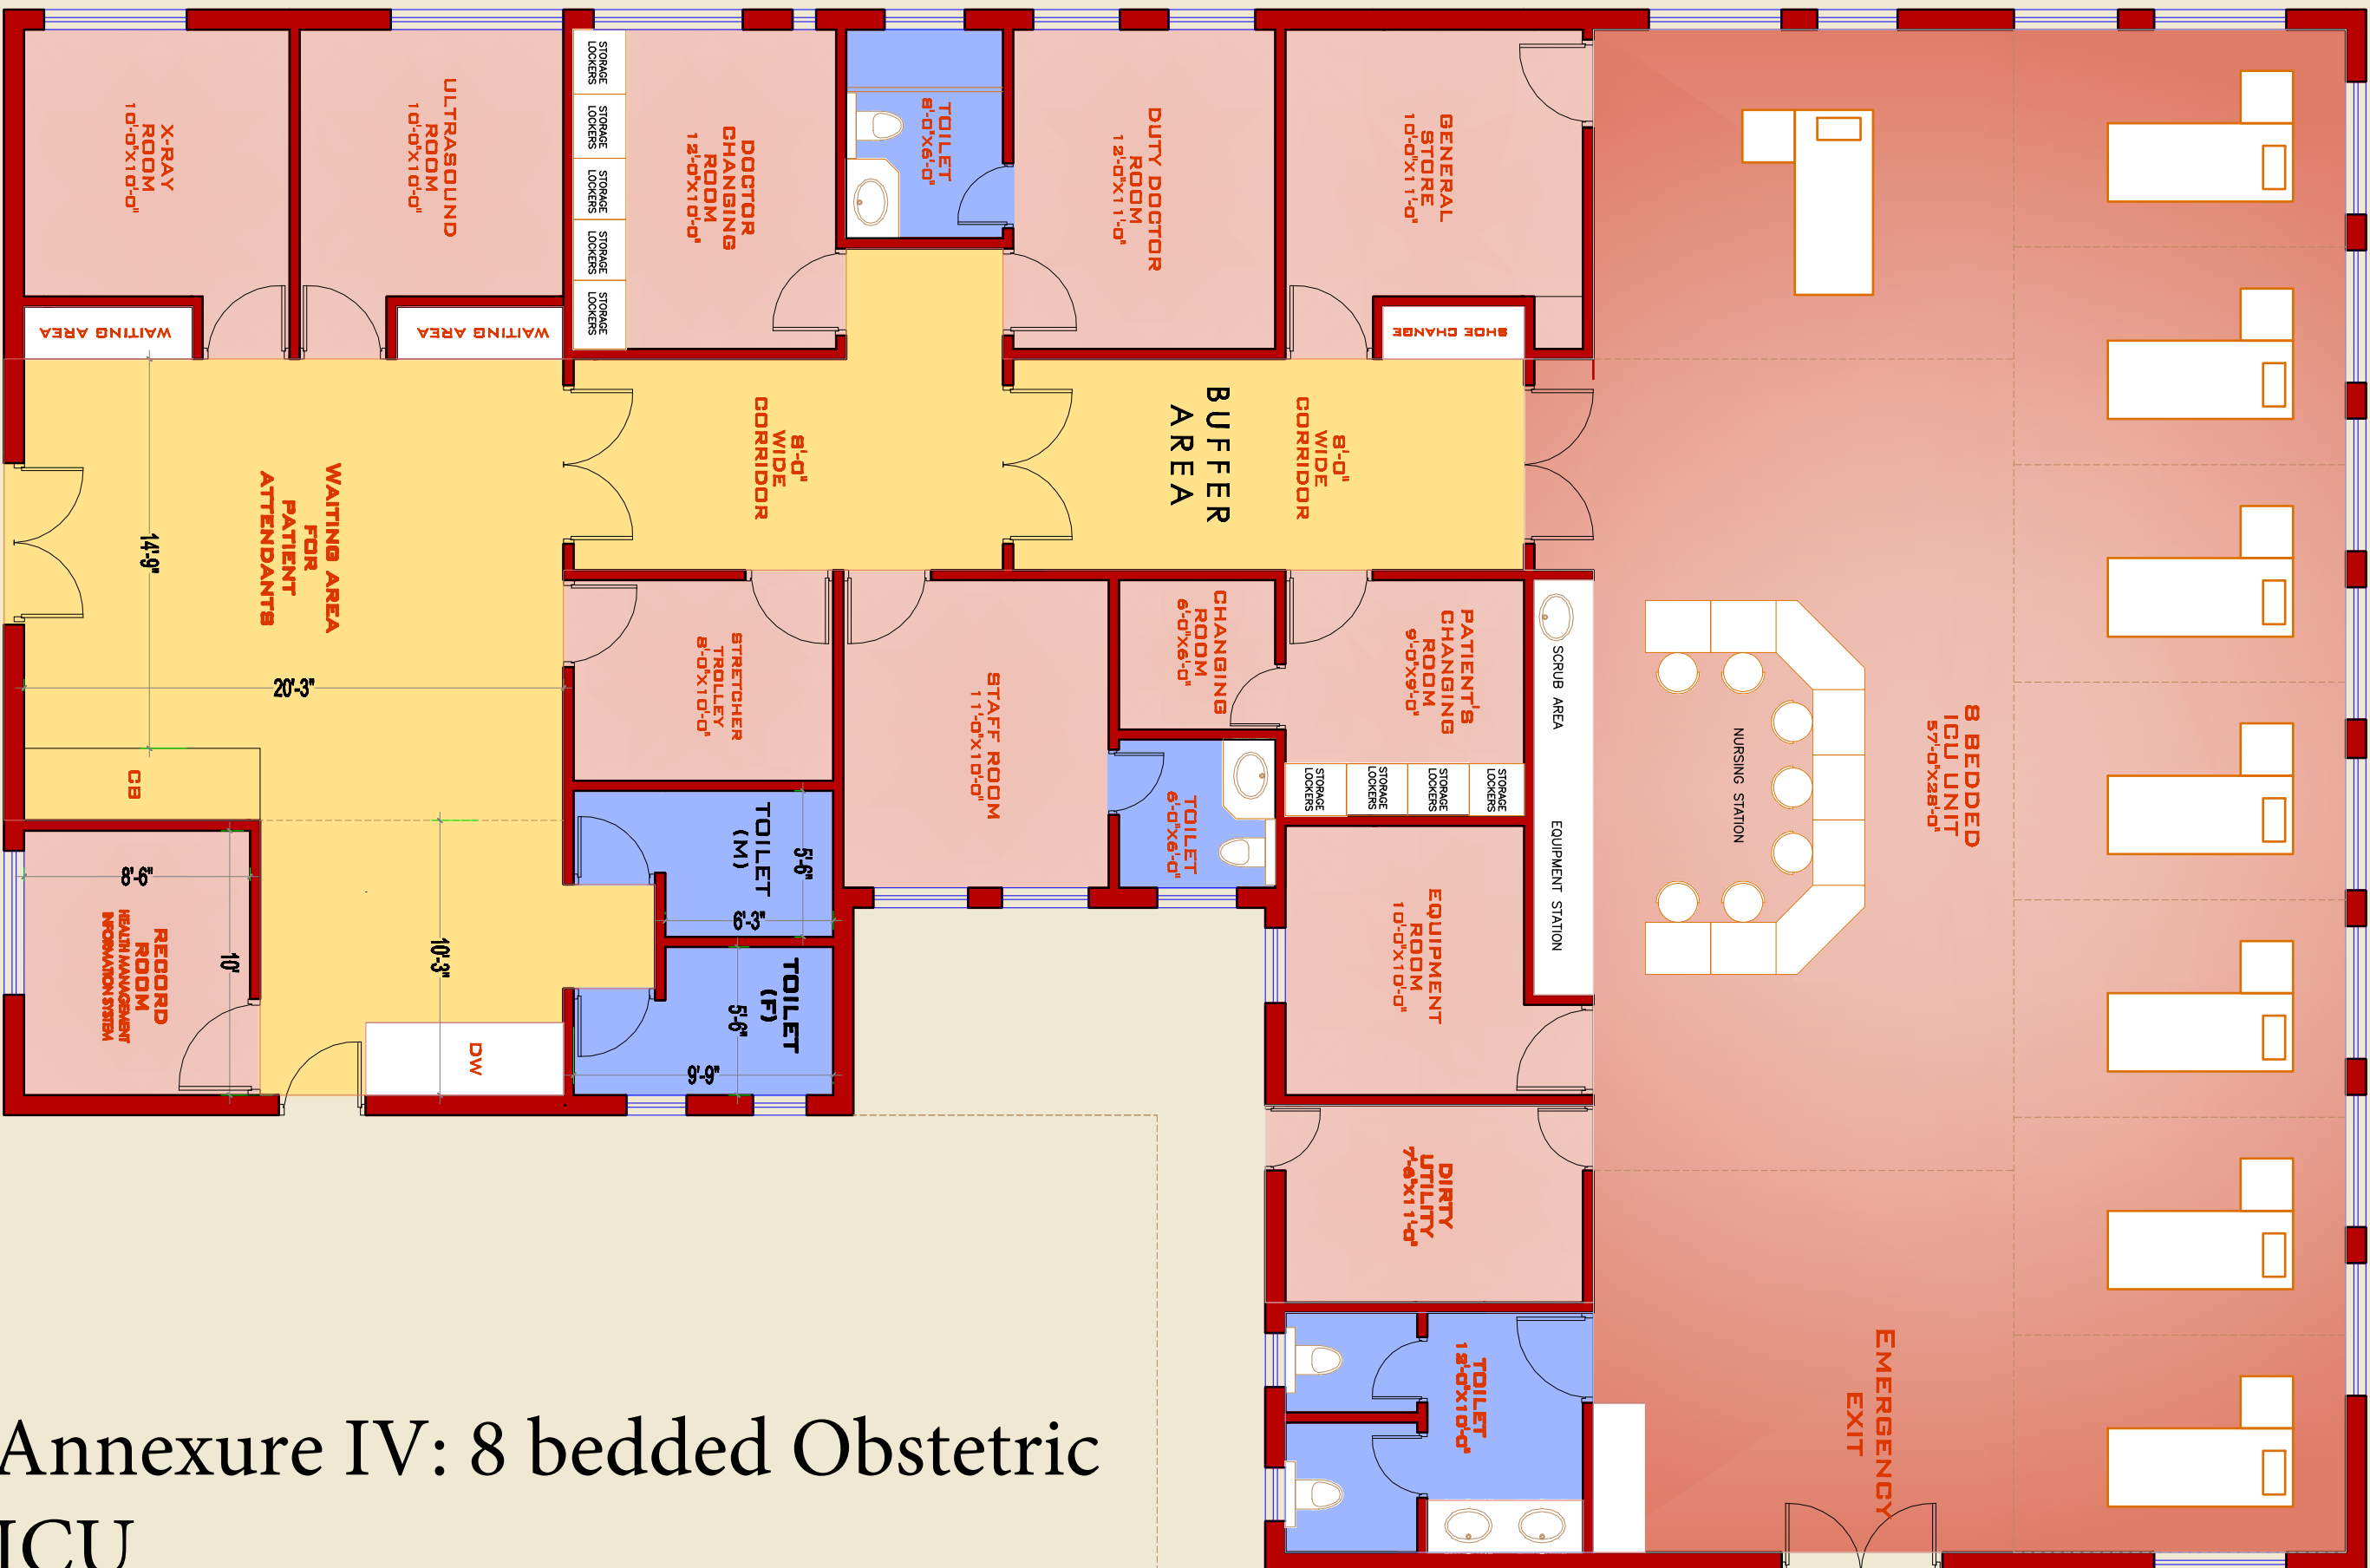 X-RAY
ROOM
10'-0"X10'-0"
ULTRASOUND
ROOM
10'-0"X10'-0"
STORAGE
LOCKERS
STORAGE
LOCKERS
STORAGE
LOCKERS
STORAGE
LOCKERS
STORAGE
LOCKERS
DOCTOR
CHANGING
ROOM
12'-0"X10'-0"
TOILET
8'-0"X6'-0"
DUTY DOCTOR
ROOM
12'-0"X11'-0"
GENERAL
STORE
10'-0"X11'-0"
WAITING AREA
WAITING AREA
SHOE CHANGE
WAITING AREA
FOR
PATIENT
ATTENDANTS
14'-9"
20'-3"
8'-0"
WIDE
CORRIDOR
BUFFER
AREA
8'-0"
WIDE
CORRIDOR
STRETCHER
TROLLEY
8'-0"X10'-0"
STAFF ROOM
11'-0"X10'-0"
CHANGING
ROOM
6'-0"X6'-0"
PATIENT'S
CHANGING
ROOM
9'-0"X9'-0"
STORAGE
LOCKERS
STORAGE
LOCKERS
STORAGE
LOCKERS
STORAGE
LOCKERS
SCRUB AREA
EQUIPMENT STATION
NURSING STATION
8 BEDDED
ICU UNIT
57'-0"X28'-0"
CB
TOILET
(M)
5'-6"
6'-3"
TOILET
6'-0"X6'-0"
8'-6"
RECORD
ROOM
HEALTH MANAGEMENT
INFORMATION SYSTEM
10'
10'-3"
DW
TOILET
(F)
5'-6"
9'-9"
EQUIPMENT
ROOM
10'-0"X10'-0"
DIRTY
UTILITY
7'-6"X11'-0"
TOILET
12'-0"X10'-0"
EMERGENCY
EXIT
Annexure IV: 8 bedded Obstetric
ICU